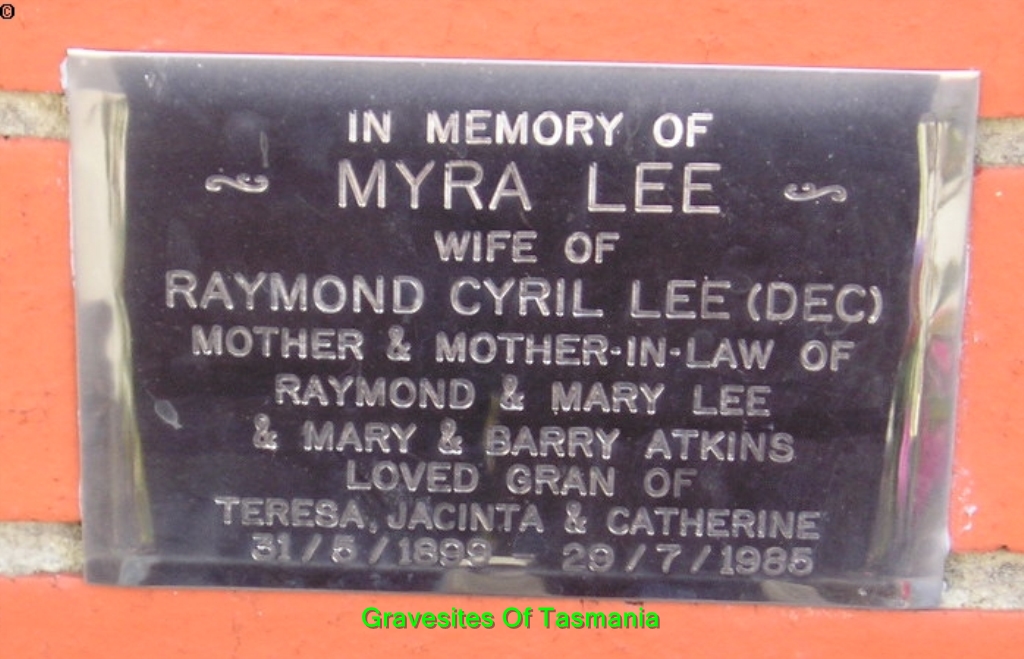 ©
IN MEMORY OF
MYRA LEE
WIFE OF
RAYMOND CYRIL LEE (DEC)
MOTHER & MOTHER-IN-LAW OF
RAYMOND & MARY LEE
& MARY & BARRY ATKINS
LOVED GRAN OF
TERESA, JACINTA & CATHERINE
31/5/1899 – 29/7/1985
Gravesites Of Tasmania